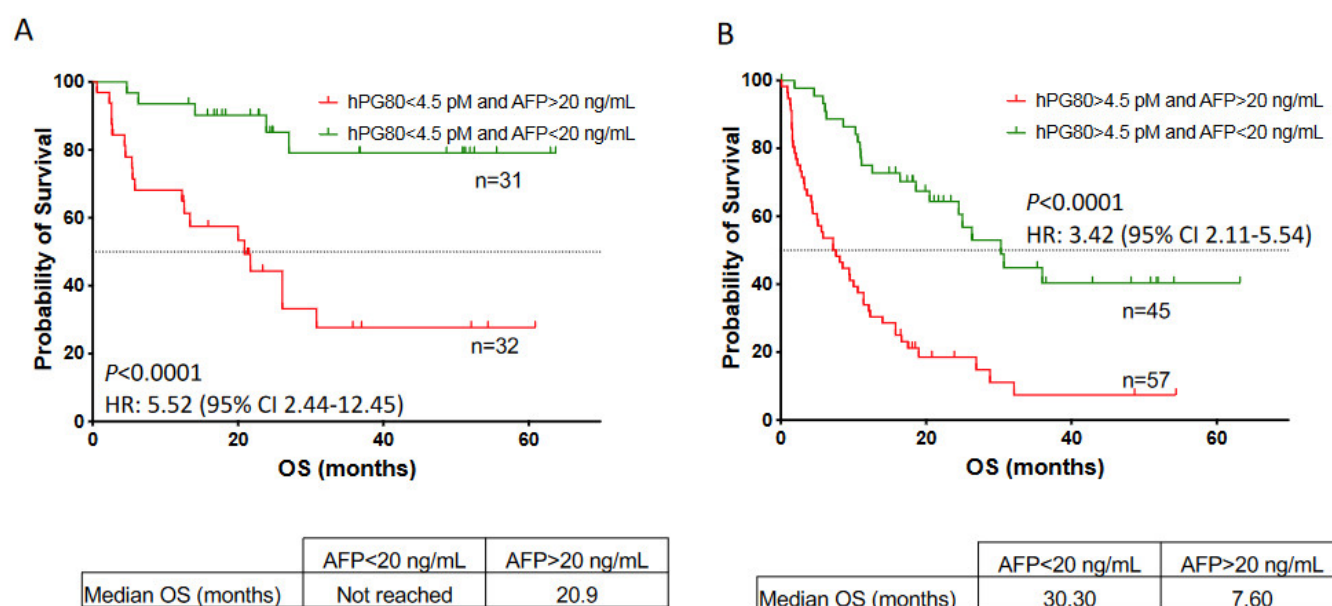 A
Probability of Survival
100
80
60
40
20
0
hPG80<4.5 pM and AFP>20 ng/mL
hPG80<4.5 pM and AFP<20 ng/mL
n=31
n=32
P<0.0001
HR: 5.52 (95% CI 2.44-12.45)
0 20 40 60
OS (months)
AFP<20 ng/mL AFP>20 ng/mL
Median OS (months) Not reached 20.9
B
Probability of Survival
100
80
60
40
20
0
hPG80>4.5 pM and AFP>20 ng/mL
hPG80>4.5 pM and AFP<20 ng/mL
P<0.0001
HR: 3.42 (95% CI 2.11-5.54)
n=45
n=57
0 20 40 60
OS (months)
AFP<20 ng/mL AFP>20 ng/mL
Median OS (months) 30.30 7.60